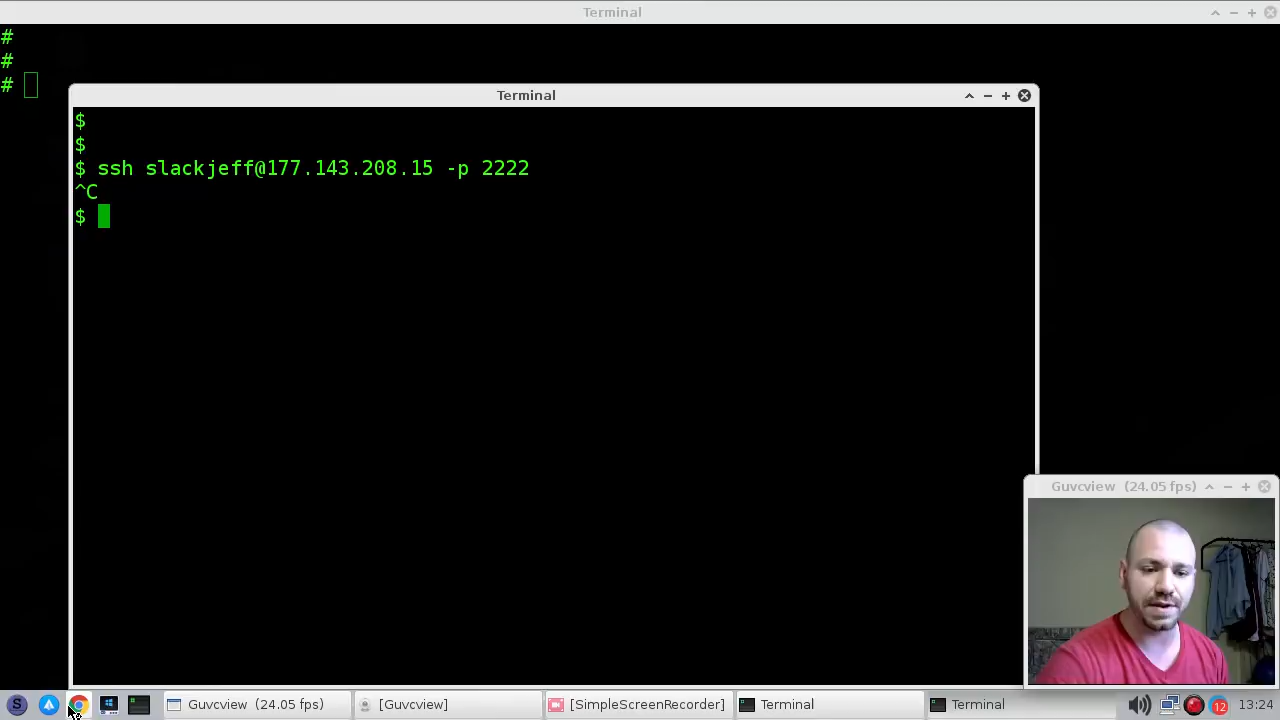 Terminal
#
#
#
Terminal
$
$
$ ssh slackjeff@177.143.208.15 -p 2222
^C
$
Guvcview (24.05 fps)
S
Guvcview (24.05 fps)
[Guvcview]
[SimpleScreenRecorder]
Terminal
Terminal
12
13:24